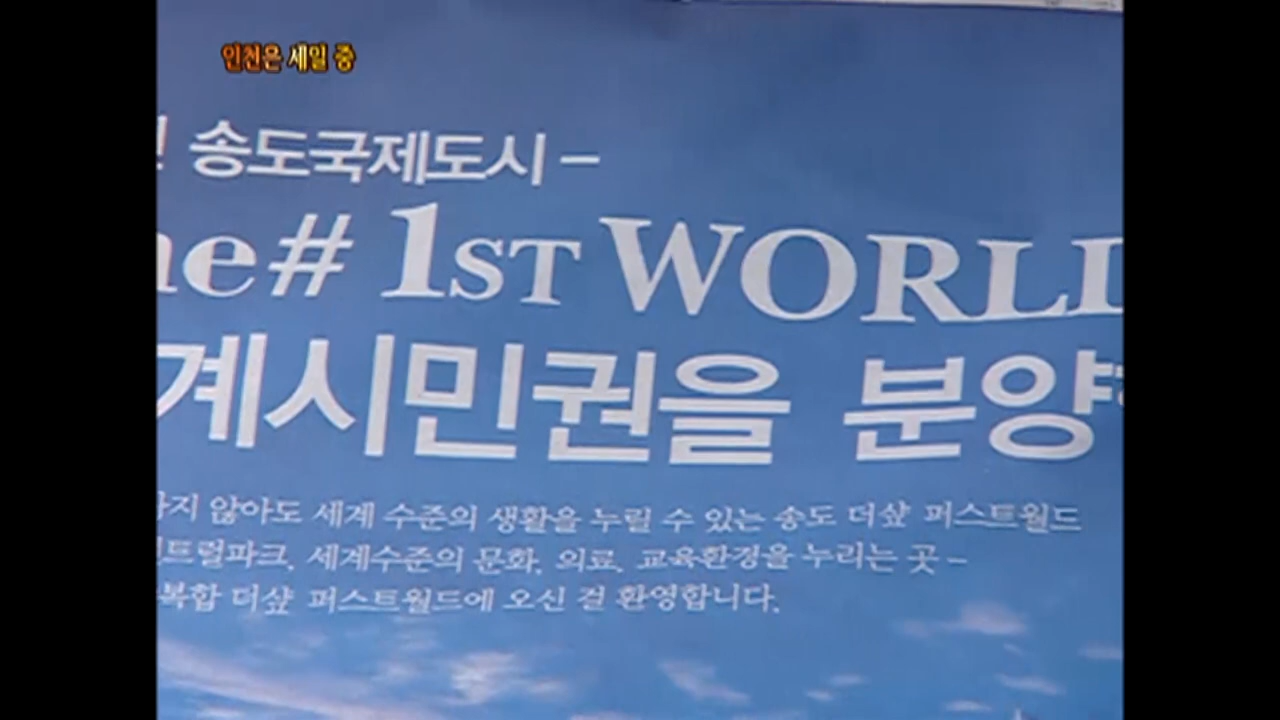 인천은 세일 중
! 송도국제도시 –
he # 1ST WORLD
계시민권을 분양
가지 않아도 세계 수준의 생활을 누릴 수 있는 송도 더샾 퍼스트월드
센트럴파크, 세계수준의 문화, 의료, 교육환경을 누리는 곳 –
복합 더샾 퍼스트월드에 오신 걸 환영합니다.